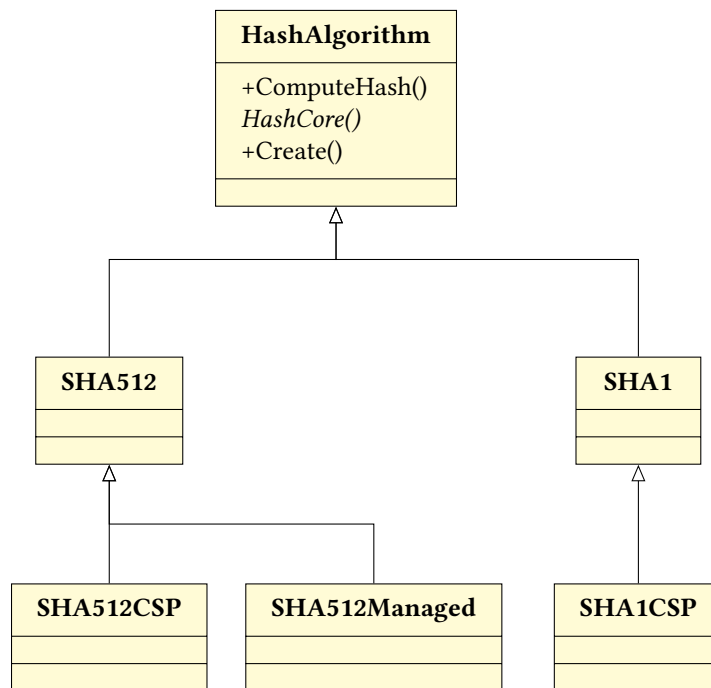 HashAlgorithm
+ComputeHash()
HashCore()
+Create()
SHA512
SHA1
SHA512CSP
SHA512Managed
SHA1CSP